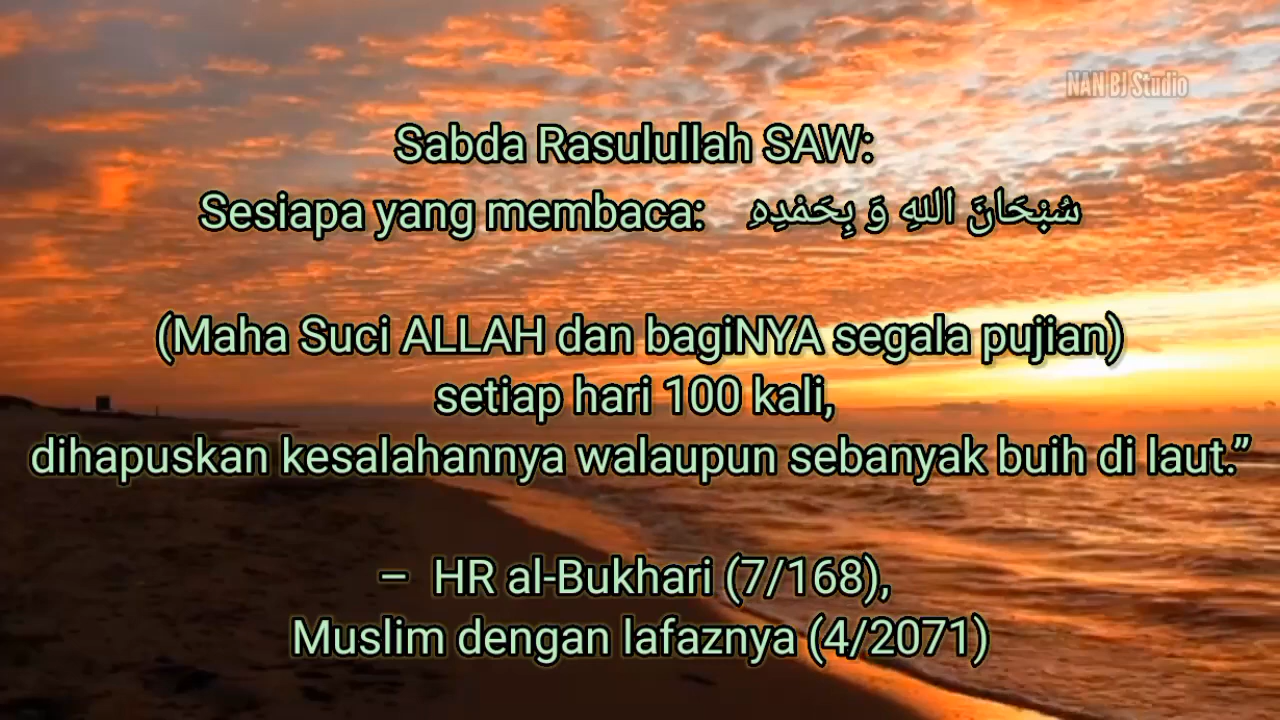 NAN BJ Studio
Sabda Rasulullah SAW:
Sesiapa yang membaca: سُبْحَانَ اللهِ وَ بِحَمْدِهِ
(Maha Suci ALLAH dan bagiNYA segala pujian)
setiap hari 100 kali,
dihapuskan kesalahannya walaupun sebanyak buih di laut.”
– HR al-Bukhari (7/168),
Muslim dengan lafaznya (4/2071)